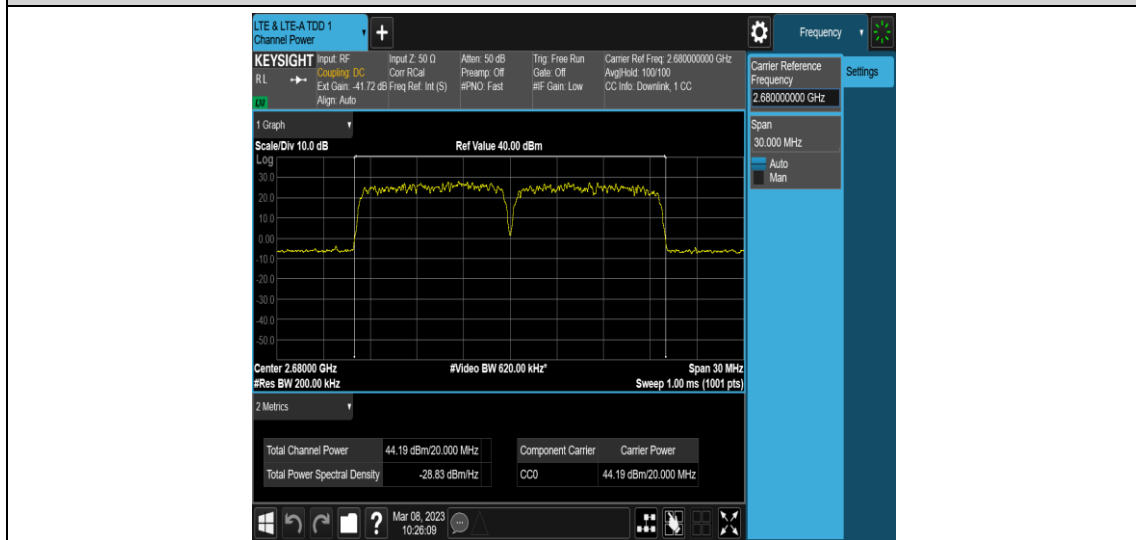 LTE & LTE-A TDD 1
Channel Power
Frequency
KEYSIGHT
RL
LXI
Input: RF
Coupling: DC
Ext Gain: -41.72 dB
Align: Auto
Input Z: 50 Ω
Corr RCal
Freq Ref: Int (S)
Atten: 50 dB
Preamp: Off
#PNO: Fast
Trig: Free Run
Gate: Off
#IF Gain: Low
Carrier Ref Freq: 2.680000000 GHz
Avg|Hold: 100/100
CC Info: Downlink, 1 CC
Carrier Reference
Frequency
2.680000000 GHz
Settings
Span
30.000 MHz
Auto
Man
1 Graph
Scale/Div 10.0 dB
Ref Value 40.00 dBm
Log
30.0
20.0
10.0
0.00
-10.0
-20.0
-30.0
-40.0
-50.0
Center 2.68000 GHz
#Video BW 620.00 kHz*
Span 30 MHz
#Res BW 200.00 kHz
Sweep 1.00 ms (1001 pts)
2 Metrics
Total Channel Power 44.19 dBm/20.000 MHz
Total Power Spectral Density -28.83 dBm/Hz
Component Carrier Carrier Power
CC0 44.19 dBm/20.000 MHz
?
Mar 08, 2023
10:26:09